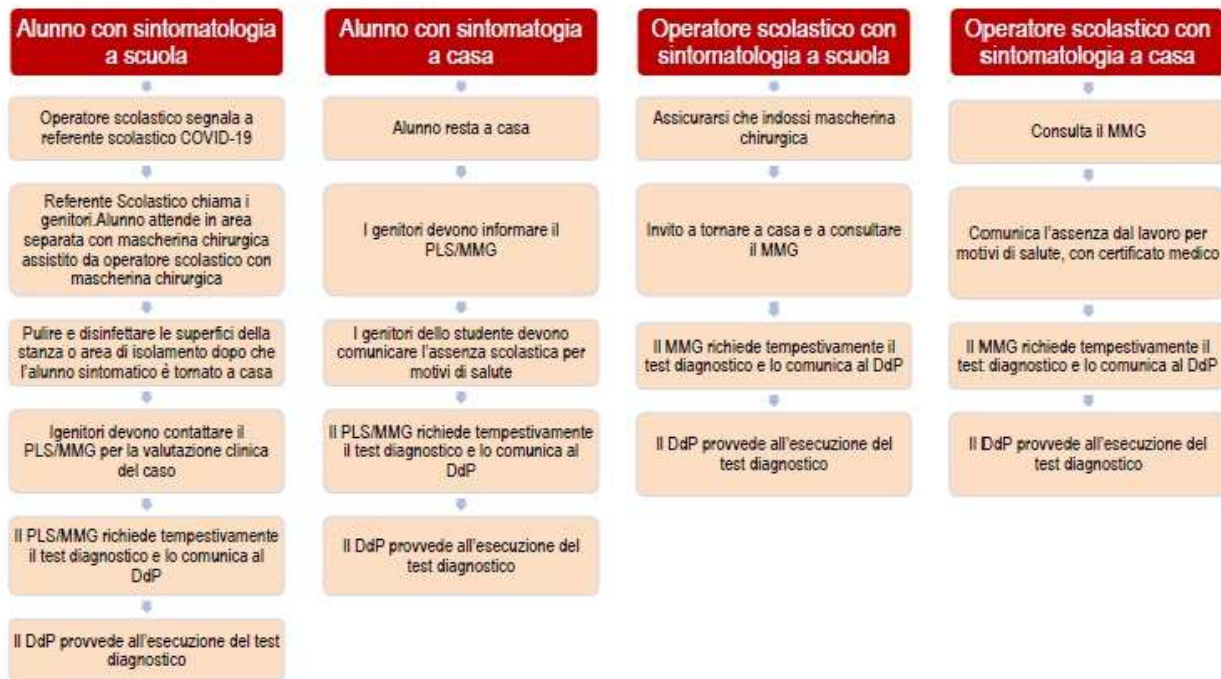 Alunno con sintomatologia
a scuola
Operatore scolastico segnala a
referente scolastico COVID-19
Referente Scolastico chiama i
genitori.Alunno attende in area
separata con mascherina chirurgica
assistito da operatore scolastico con
mascherina chirurgica
Pulire e disinfettare le superfici della
stanza o area di isolamento dopo che
l'alunno sintomatico è tornato a casa
Igenitori devono contattare il
PLS/MMG per la valutazione clinica
del caso
Il PLS/MMG richiede tempestivamente
il test diagnostico e lo comunica al
DdP
Il DdP provvede all'esecuzione del test
diagnostico
Alunno con sintomatogia
a casa
Alunno resta a casa
I genitori devono informare il
PLS/MMG
I genitori dello studente devono
comunicare l'assenza scolastica per
motivi di salute
Il PLS/MMG richiede tempestivamente
il test diagnostico e lo comunica al
DdP
Il DdP provvede all'esecuzione del
test diagnostico
Operatore scolastico con
sintomatologia a scuola
Assicurarsi che indossi mascherina
chirurgica
Invito a tornare a casa e a consultare
il MMG
Il MMG richiede tempestivamente il
test diagnostico e lo comunica al DdP
Il DdP provvede all'esecuzione del
test diagnostico
Operatore scolastico con
sintomatologia a casa
Consulta il MMG
Comunica l'assenza dal lavoro per
motivi di salute, con certificato medico
Il MMG richiede tempestivamente il
test diagnostico e lo comunica al DdP
Il DdP provvede all'esecuzione del
test diagnostico